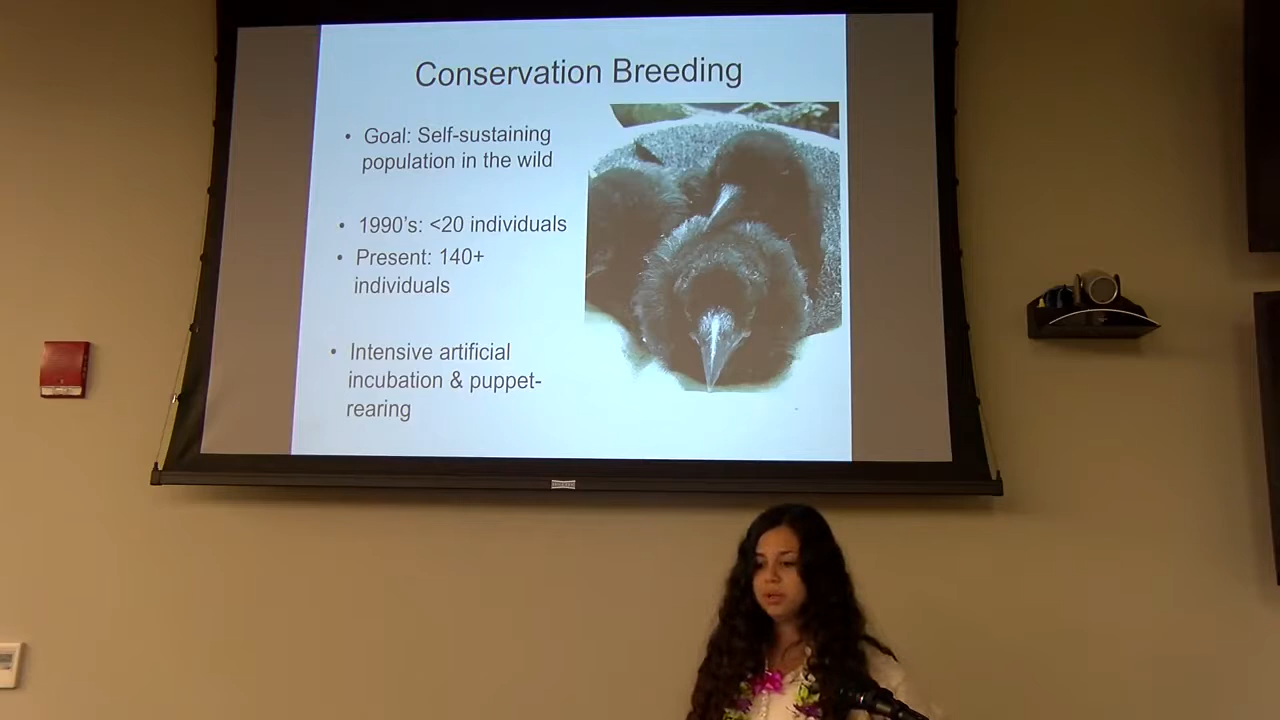 Conservation Breeding
• Goal: Self-sustaining
population in the wild
• 1990's: <20 individuals
• Present: 140+
individuals
• Intensive artificial
incubation & puppet-
rearing